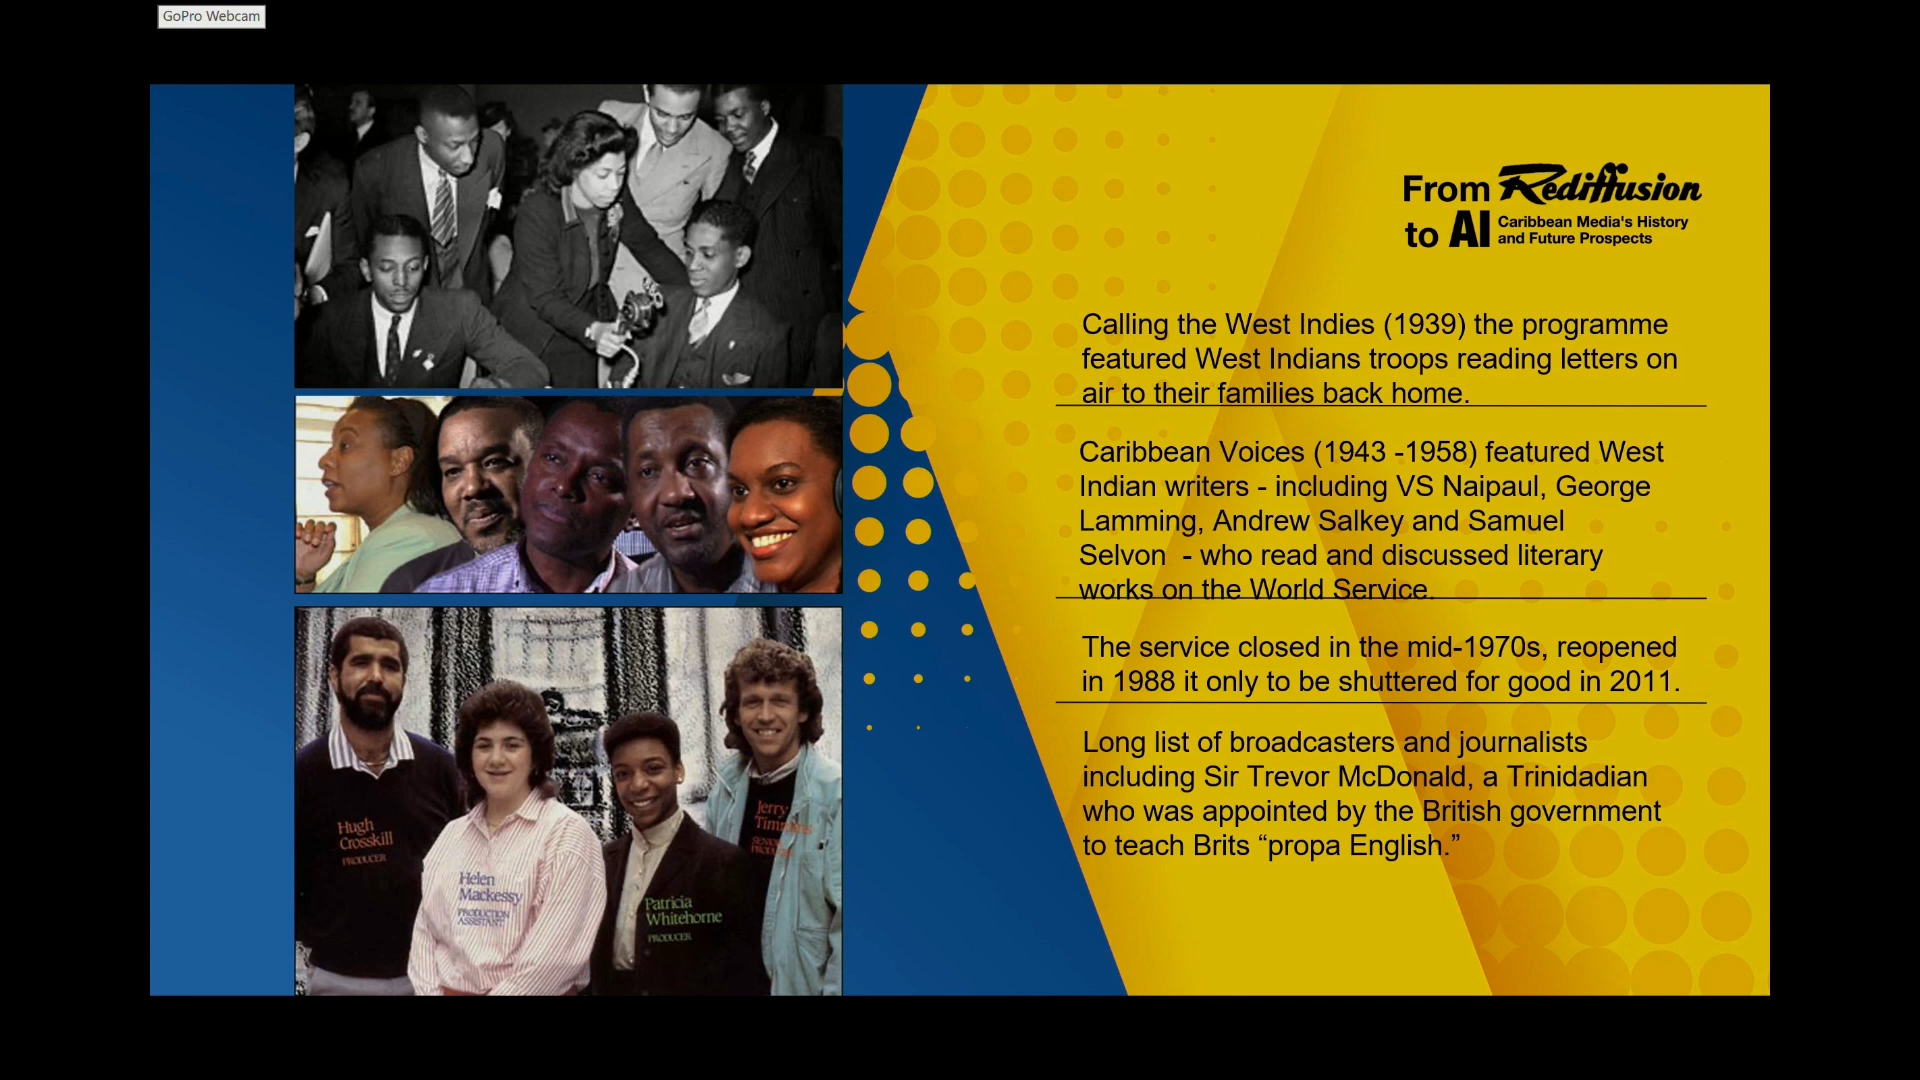 GoPro Webcam
From Rediffusion
to AI Caribbean Media's History
and Future Prospects
Calling the West Indies (1939) the programme
featured West Indians troops reading letters on
air to their families back home.
Caribbean Voices (1943 -1958) featured West
Indian writers - including VS Naipaul, George
Lamming, Andrew Salkey and Samuel
Selvon - who read and discussed literary
works on the World Service.
The service closed in the mid-1970s, reopened
in 1988 it only to be shuttered for good in 2011.
Long list of broadcasters and journalists
including Sir Trevor McDonald, a Trinidadian
who was appointed by the British government
to teach Brits “propa English.”
Hugh
Crosskill
PRODUCER
Helen
Mackessy
PRODUCTION
ASSISTANT
Patricia
Whitehorne
PRODUCER
Jerry